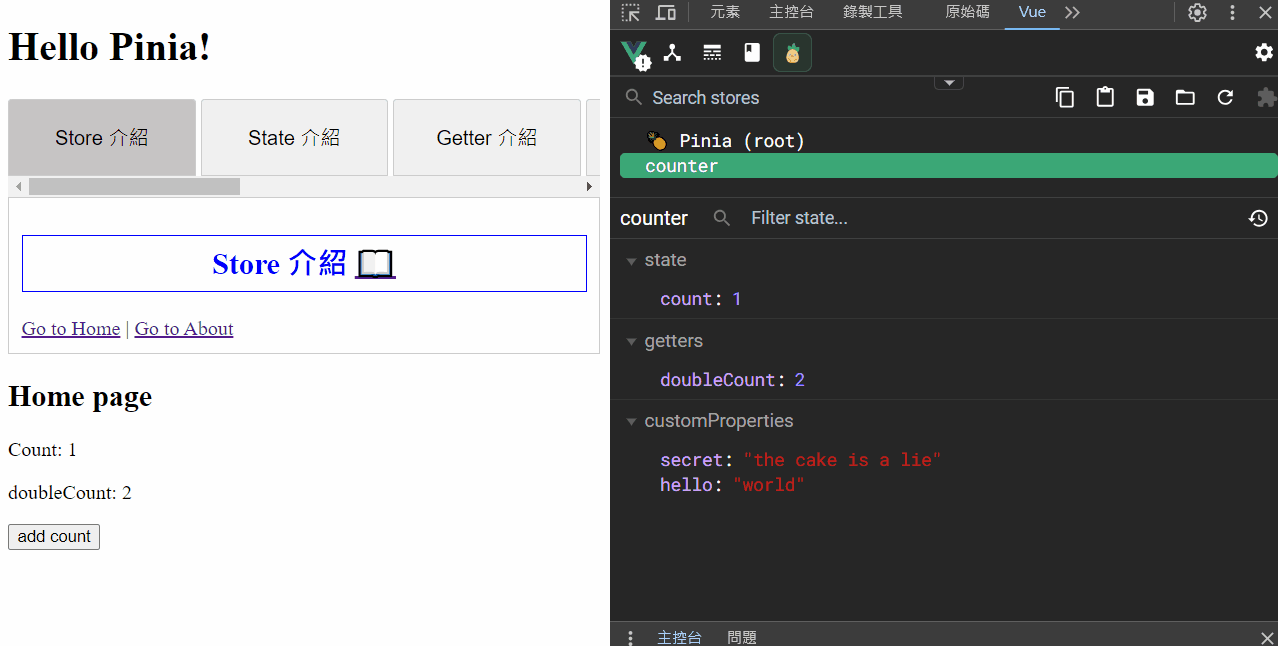 Hello Pinia!
Store 介紹
State 介紹
Getter 介紹
Store 介紹
Go to Home | Go to About
Home page
Count: 1
doubleCount: 2
add count
元素 主控台 錄製工具 原始碼 Vue
Search stores
Pinia (root)
counter
counter Filter state...
state
count: 1
getters
doubleCount: 2
customProperties
secret: "the cake is a lie"
hello: "world"
主控台 問題